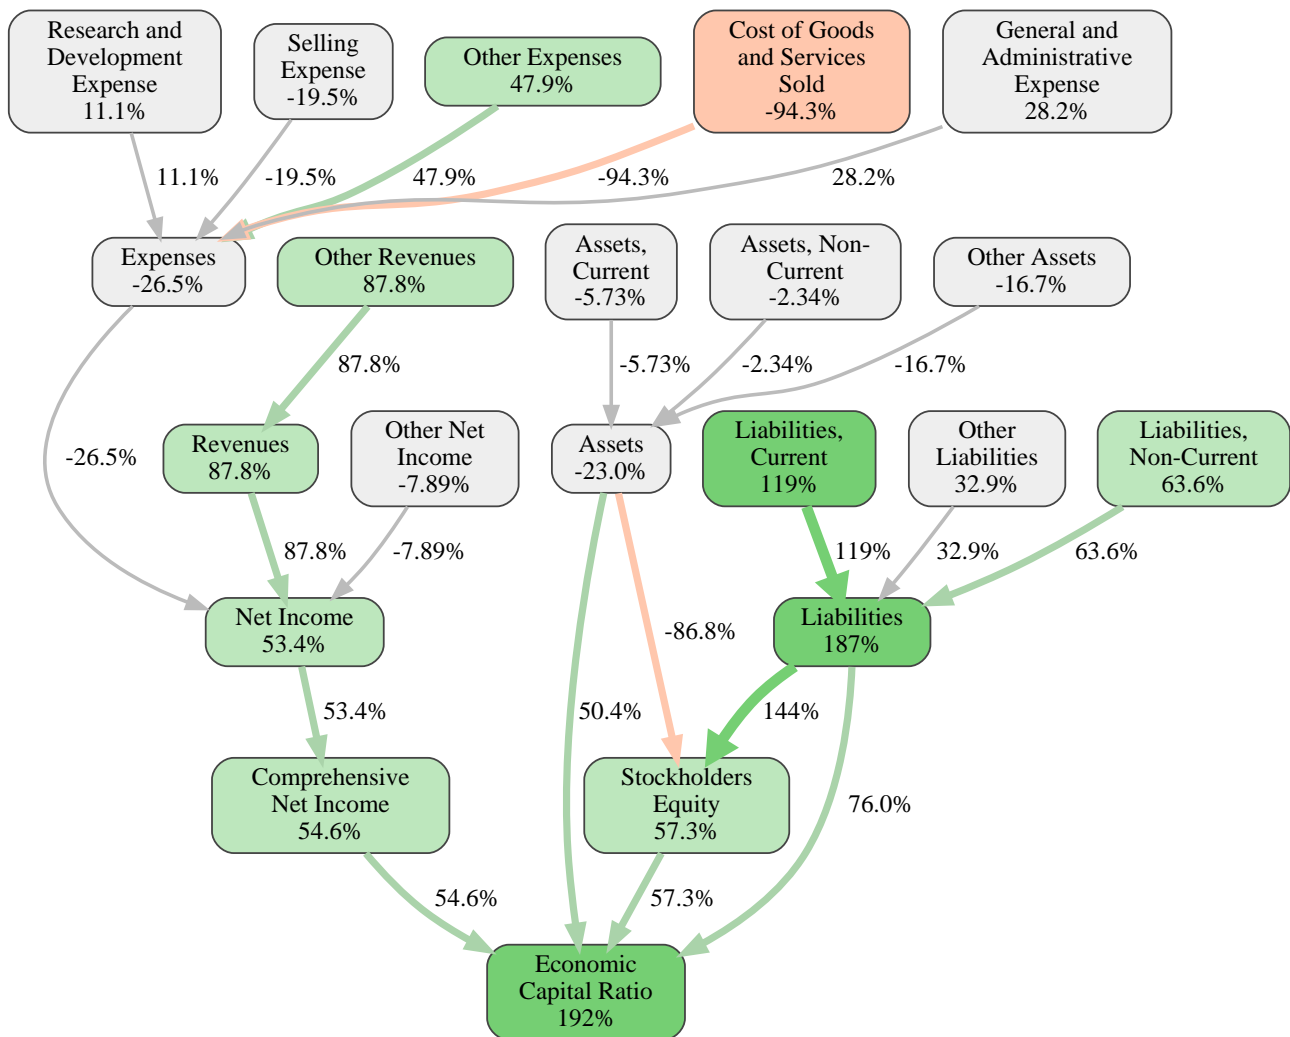 Research and
Development
Expense
11.1%
Selling
Expense
-19.5%
Other Expenses
47.9%
Cost of Goods
and Services
Sold
-94.3%
General and
Administrative
Expense
28.2%
11.1%
-19.5%
47.9%
-94.3%
28.2%
Expenses
-26.5%
Other Revenues
87.8%
Assets,
Current
-5.73%
Assets, Non-
Current
-2.34%
Other Assets
-16.7%
87.8%
-5.73%
-2.34%
-16.7%
-26.5%
Revenues
87.8%
Other Net
Income
-7.89%
Assets
-23.0%
Liabilities,
Current
119%
Other
Liabilities
32.9%
Liabilities,
Non-Current
63.6%
87.8%
-7.89%
119%
32.9%
63.6%
Net Income
53.4%
-86.8%
Liabilities
187%
53.4%
50.4%
144%
Comprehensive
Net Income
54.6%
Stockholders
Equity
57.3%
76.0%
54.6%
57.3%
Economic
Capital Ratio
192%